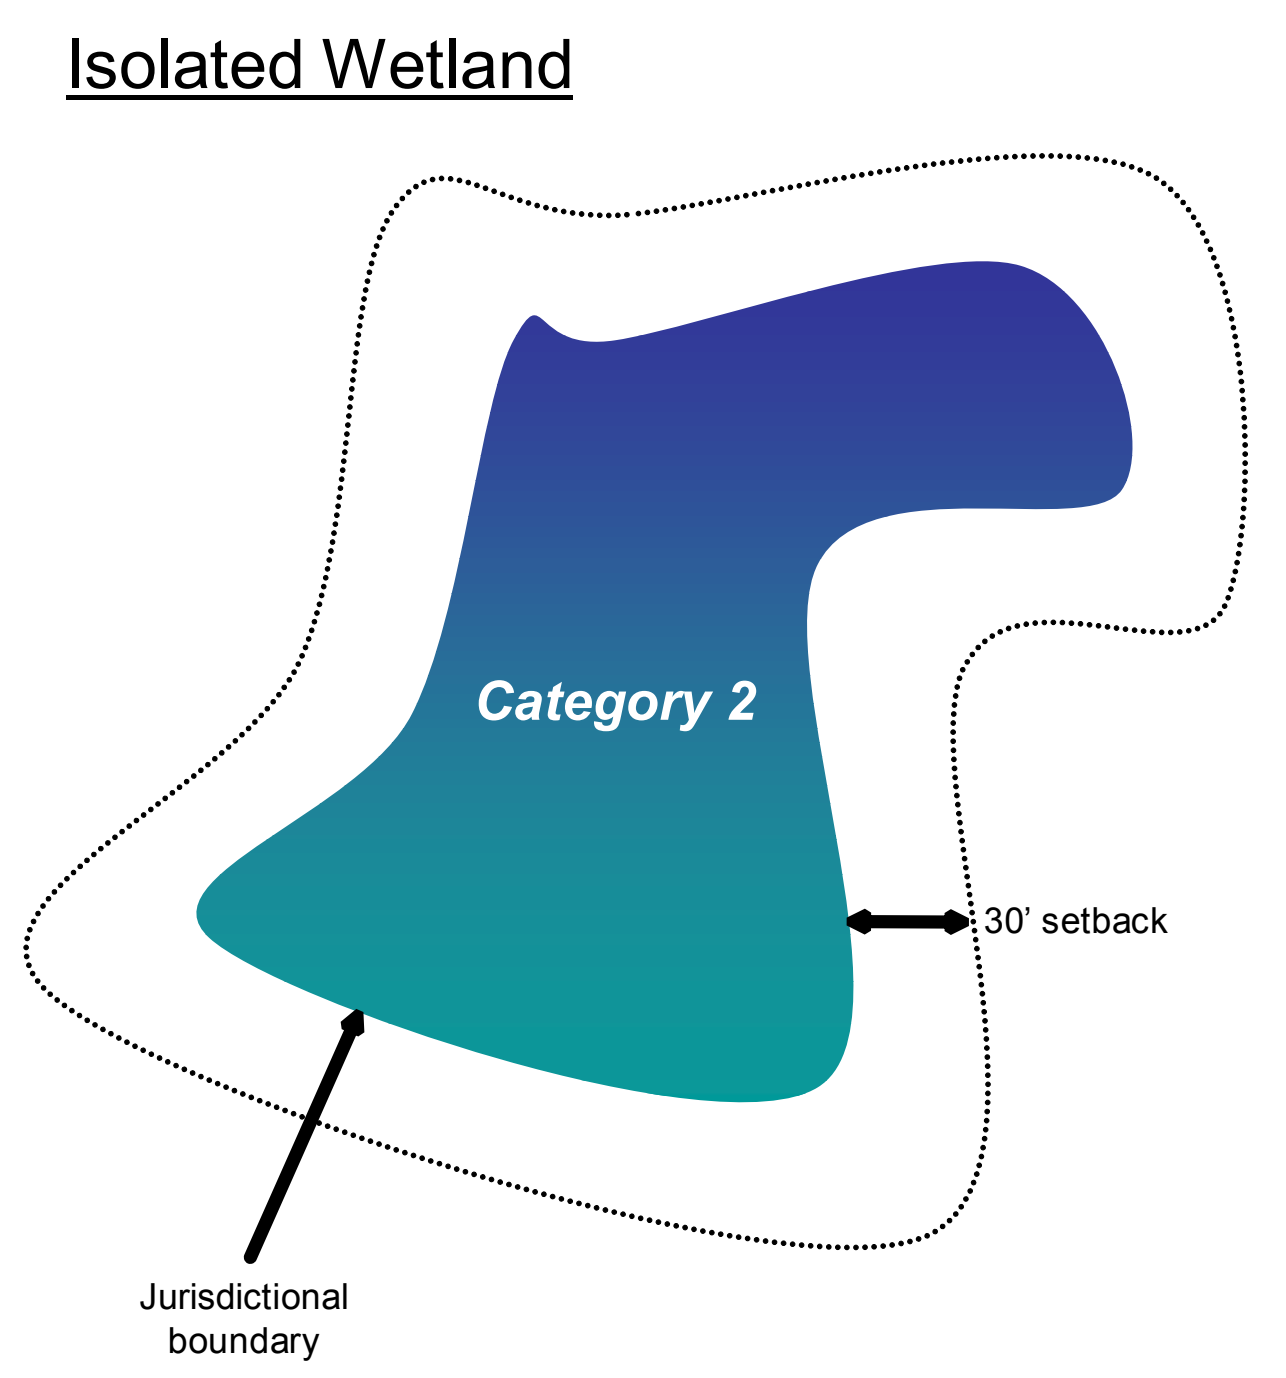 Isolated Wetland
Category 2
30’ setback
Jurisdictional
boundary